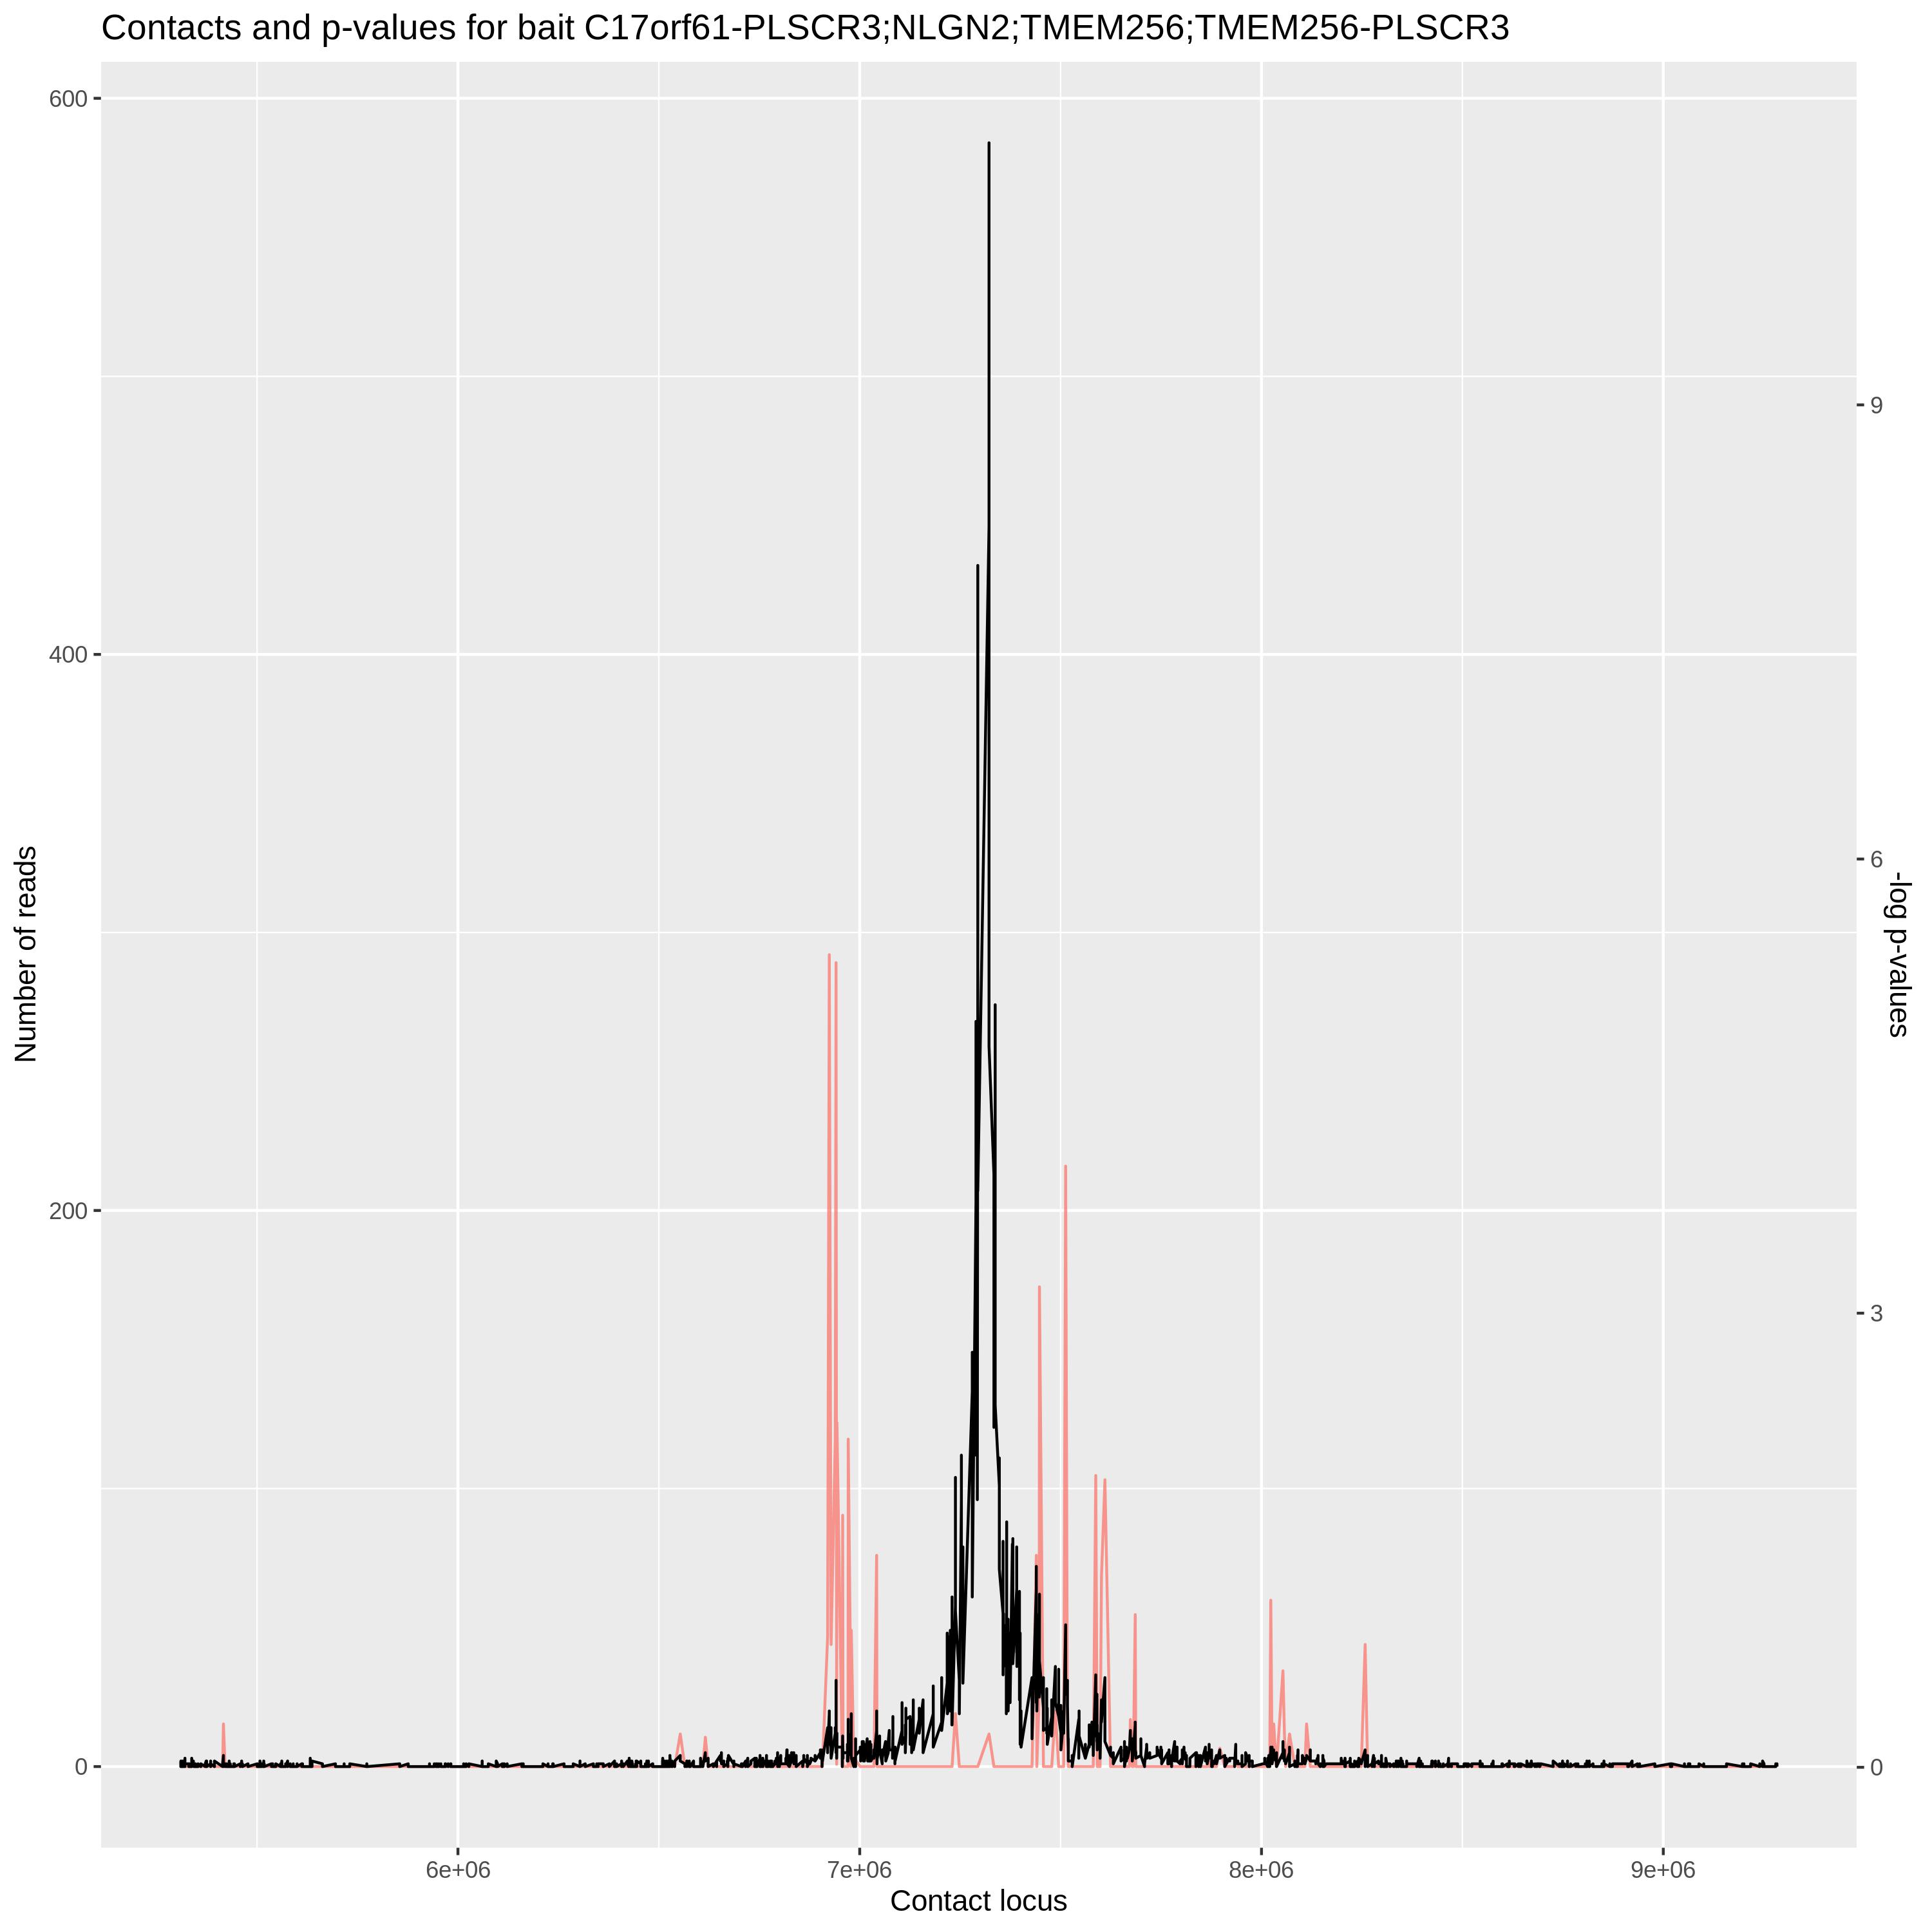 Contacts and p-values for bait C17orf61-PLSCR3;NLGN2;TMEM256;TMEM256-PLSCR3
600
400
200
0
Number of reads
9
6
3
0
-log p-values
6e+06
7e+06
8e+06
9e+06
Contact locus